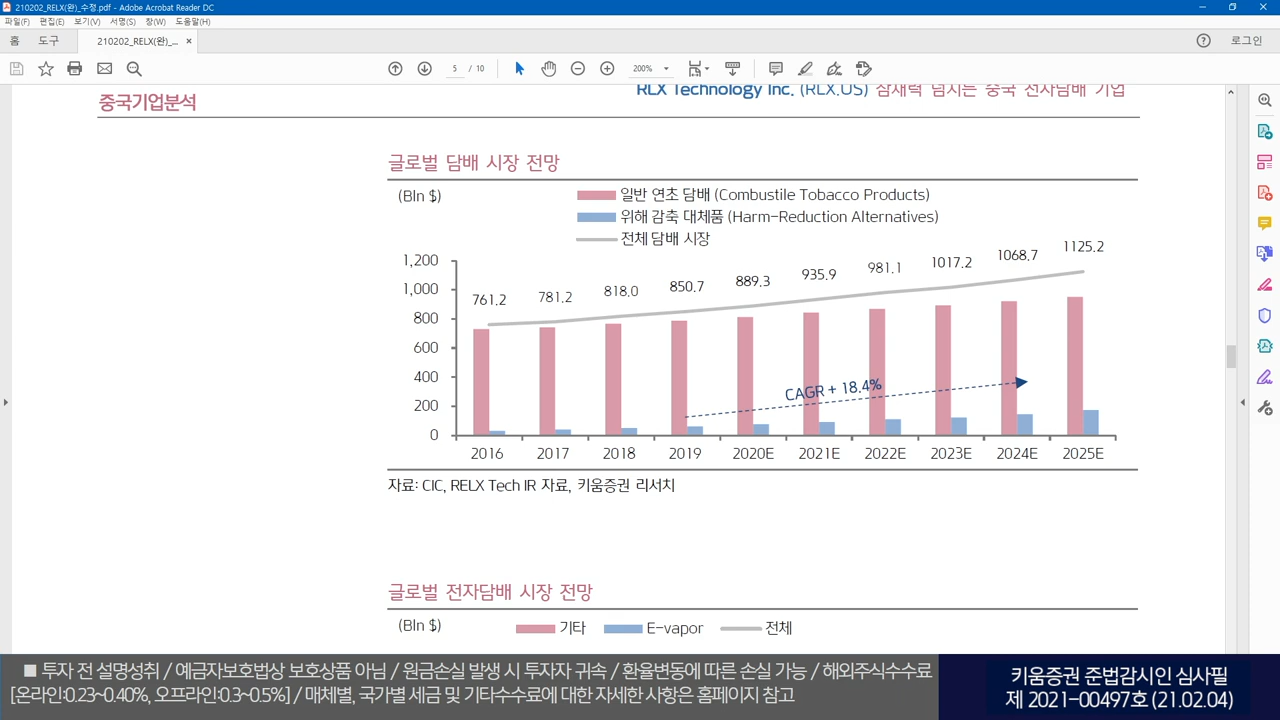 210202_RELX(완)_수정.pdf - Adobe Acrobat Reader DC
파일(F) 편집(E) 보기(V) 서명(S) 창(W) 도움말(H)
홈 도구 210202_RELX(완)_... × 로그인
5 / 10 200%
중국기업분석 RLX Technology Inc. (RLX.US) 잠재력 넘치는 중국 전자담배 기업
글로벌 담배 시장 전망
(Bln $) 일반 연초 담배 (Combustile Tobacco Products)
위해 감축 대체품 (Harm-Reduction Alternatives)
전체 담배 시장
761.2 781.2 818.0 850.7 889.3 935.9 981.1 1017.2 1068.7 1125.2
1,200
1,000
800
600
400
200
0
CAGR + 18.4%
2016 2017 2018 2019 2020E 2021E 2022E 2023E 2024E 2025E
자료: CIC, RELX Tech IR 자료, 키움증권 리서치
글로벌 전자담배 시장 전망
(Bln $) 기타 E-vapor 전체
■ 투자 전 설명성취 / 예금자보호법상 보호상품 아님 / 원금손실 발생 시 투자자 귀속 / 환율변동에 따른 손실 가능 / 해외주식수수료
[온라인:0.23~0.40%, 오프라인:0.3~0.5%] / 매체별, 국가별 세금 및 기타수수료에 대한 자세한 사항은 홈페이지 참고
키움증권 준법감시인 심사필
제 2021-00497호 (21.02.04)